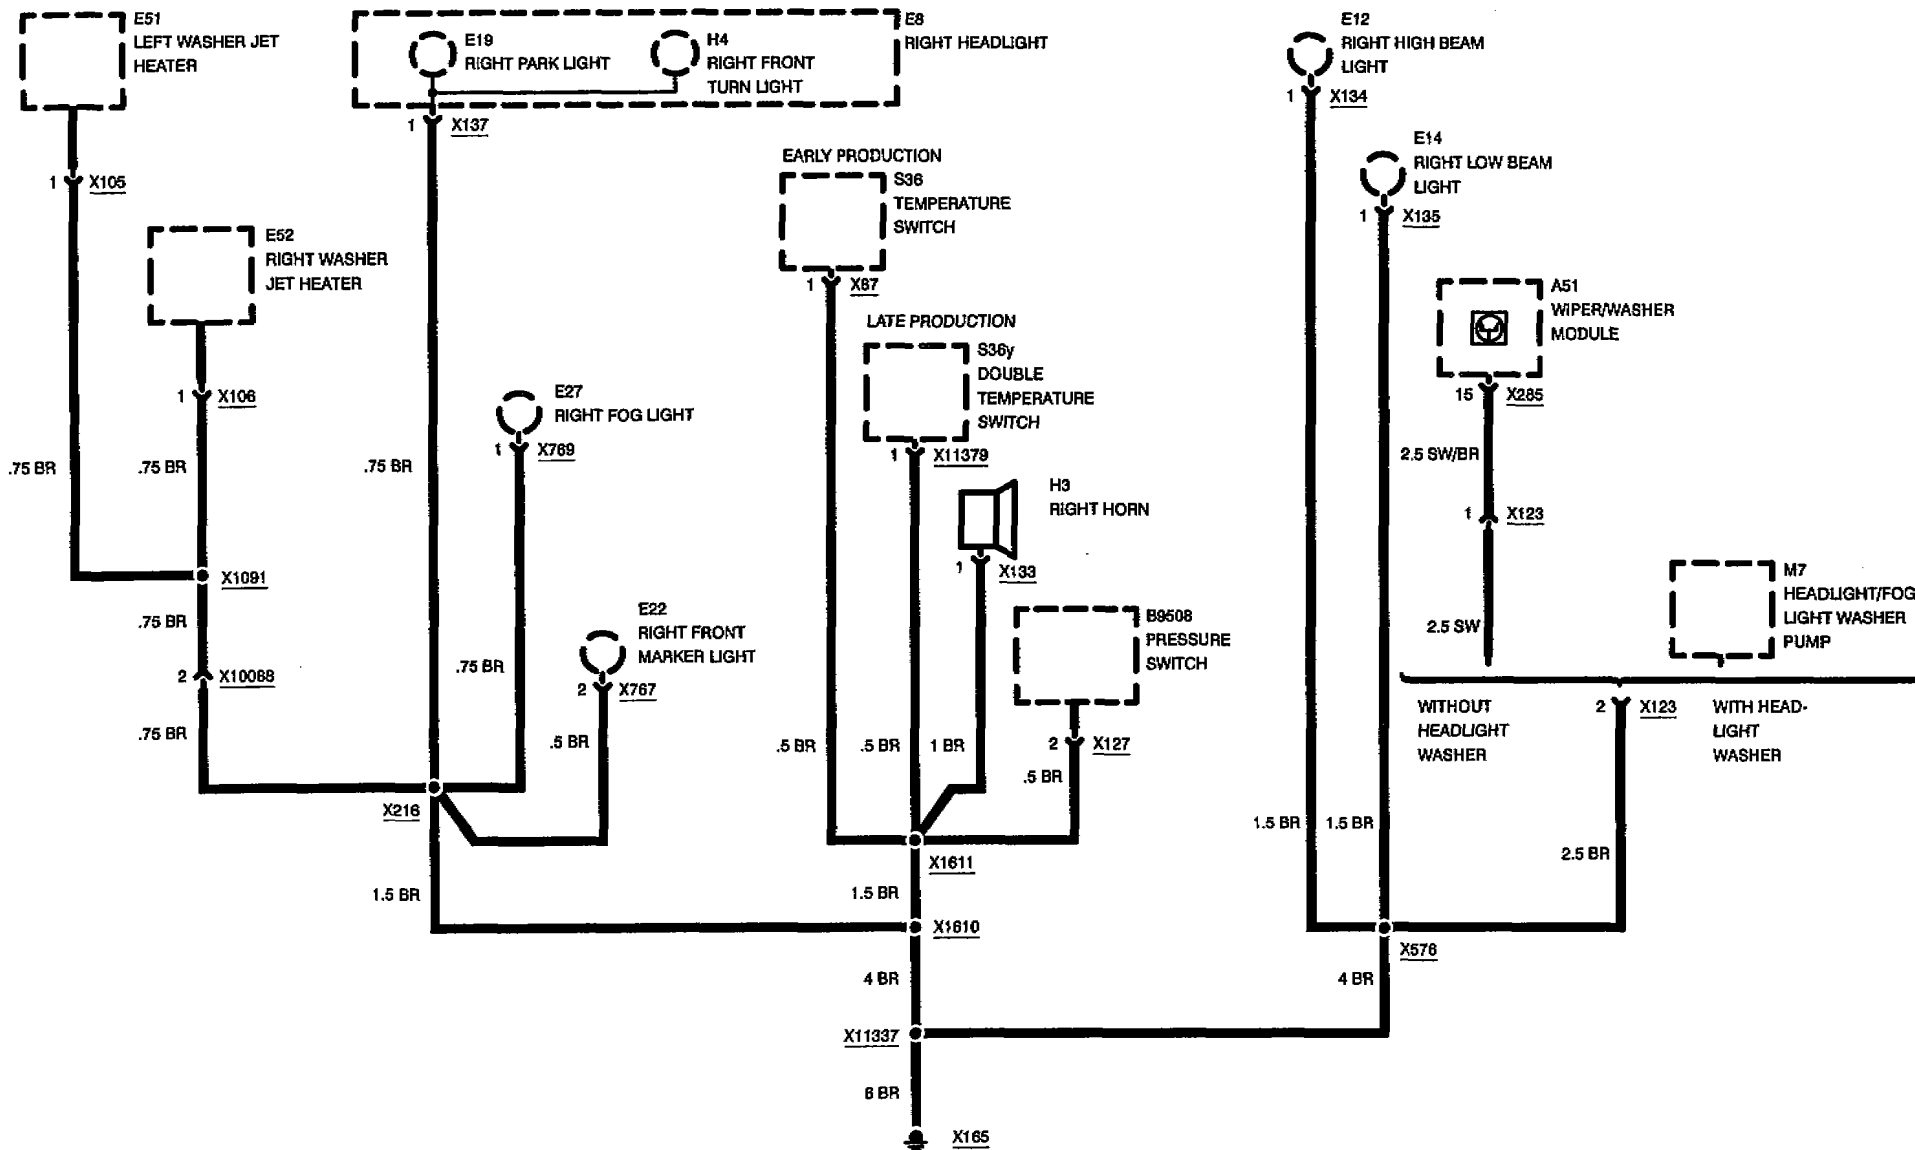 E51
LEFT WASHER JET
HEATER
E19
RIGHT PARK LIGHT
H4
RIGHT FRONT
TURN LIGHT
E8
RIGHT HEADLIGHT
E12
RIGHT HIGH BEAM
LIGHT
1 X134
1 X137
E14
RIGHT LOW BEAM
LIGHT
1 X135
1 X105
EARLY PRODUCTION
S36
TEMPERATURE
SWITCH
1 X87
E52
RIGHT WASHER
JET HEATER
1 X106
LATE PRODUCTION
S36y
DOUBLE
TEMPERATURE
SWITCH
1 X11379
A51
WIPER/WASHER
MODULE
15 X285
2.5 SW/BR
1 X123
2.5 SW
E27
RIGHT FOG LIGHT
1 X769
.75 BR
.75 BR
.75 BR
H3
RIGHT HORN
1 X133
X1091
.75 BR
2 X10088
.75 BR
E22
RIGHT FRONT
MARKER LIGHT
2 X767
.75 BR
.5 BR
B9508
PRESSURE
SWITCH
2 X127
.5 BR
.5 BR
.5 BR
1 BR
M7
HEADLIGHT/FOG
LIGHT WASHER
PUMP
WITHOUT
HEADLIGHT
WASHER
2 X123
WITH HEAD-
LIGHT
WASHER
X216
1.5 BR
X1611
1.5 BR
X1610
1.5 BR
1.5 BR
2.5 BR
X576
4 BR
4 BR
X11337
6 BR
X165